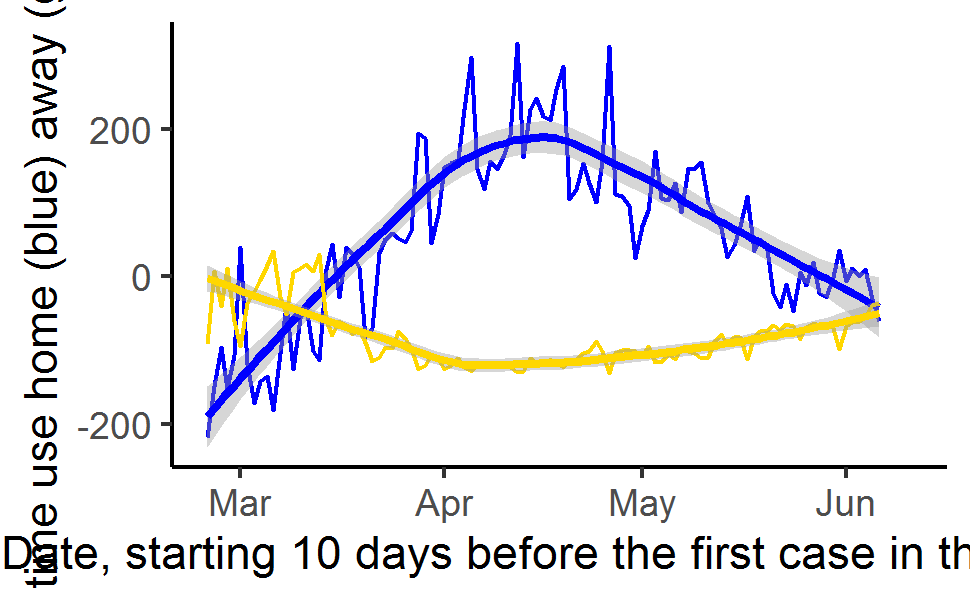 time use home (blue) away (
200
0
-200
Mar Apr May Jun
Date, starting 10 days before the first case in th